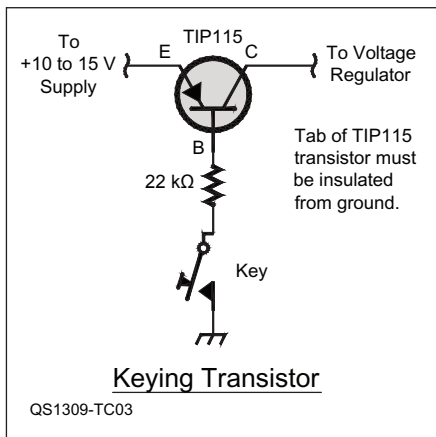 To
+10 to 15 V
Supply
E
TIP115
C
To Voltage
Regulator
B
Tab of TIP115
transistor must
be insulated
from ground.
22 kΩ
Key
Keying Transistor
QS1309-TC03